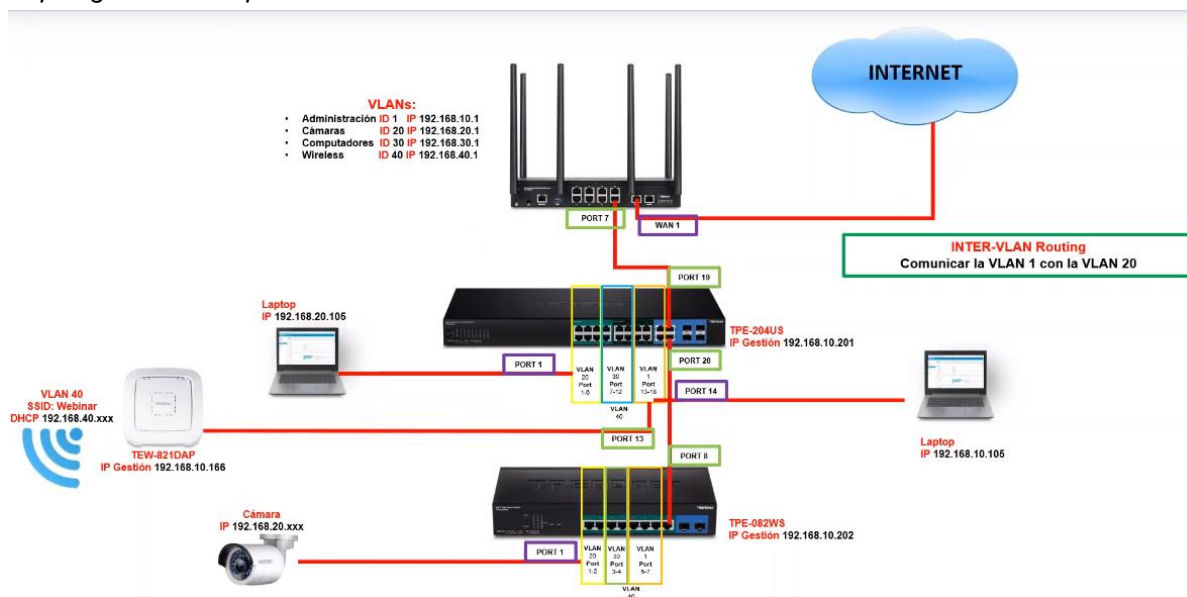 INTERNET
VLANs:
• Administración ID 1 IP 192.168.10.1
• Cámaras ID 20 IP 192.168.20.1
• Computadores ID 30 IP 192.168.30.1
• Wireless ID 40 IP 192.168.40.1
PORT 7
WAN 1
INTER-VLAN Routing
Comunicar la VLAN 1 con la VLAN 20
PORT 19
Laptop
IP 192.168.20.105
TPE-204US
IP Gestión 192.168.10.201
PORT 1
VLAN
20
Port
1-6
VLAN
30
Port
7-12
VLAN
1
Port
13-18
VLAN
40
PORT 20
PORT 14
VLAN 40
SSID: Webinar
DHCP 192.168.40.xxx
TEW-821DAP
IP Gestión 192.168.10.166
PORT 13
Laptop
IP 192.168.10.105
PORT 8
TRENDNET
TPE-082WS
IP Gestión 192.168.10.202
Cámara
IP 192.168.20.xxx
PORT 1
VLAN
20
Port
1-2
VLAN
30
Port
3-4
VLAN
1
Port
5-7
VLAN
40